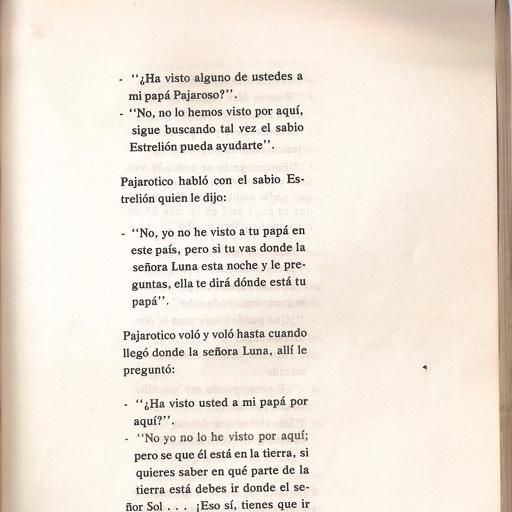 - "¿Ha visto alguno de ustedes a
mi papá Pajaroso?".
- "No, no lo hemos visto por aquí,
sigue buscando tal vez el sabio
Estrelión pueda ayudarte".
Pajarotico habló con el sabio Es-
trelión quien le dijo:
- "No, yo no he visto a tu papá en
este país, pero si tu vas donde la
señora Luna esta noche y le pre-
guntas, ella te dirá dónde está tu
papá".
Pajarotico voló y voló hasta cuando
llegó donde la señora Luna, allí le
preguntó:
- "¿Ha visto usted a mi papá por
aquí?".
- "No yo no lo he visto por aquí;
pero se que él está en la tierra, si
quieres saber en qué parte de la
tierra está debes ir donde el se-
ñor Sol . . . ¡Eso sí, tienes que ir